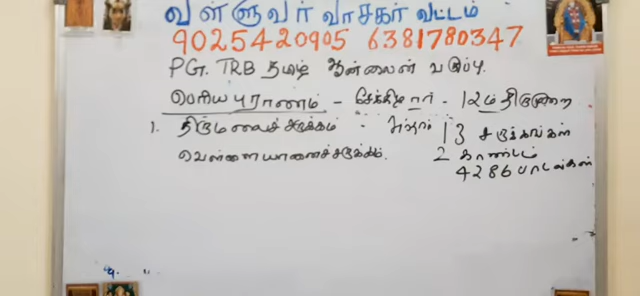 வள்ளுவர் வாசகர் வட்டம்
9025420905 6381780347
PG. TRB தமிழ் ஆன்லைன் வகுப்பு.
பெரியபுராணம் - சேக்கிழார் - 12ம் திருமுறை
1. திருமலைச் சருக்கம் - 13 சருக்கங்கள்
வெள்ளையானைச்சருக்கம். 2 காண்டம்
4286 பாடல்கள்